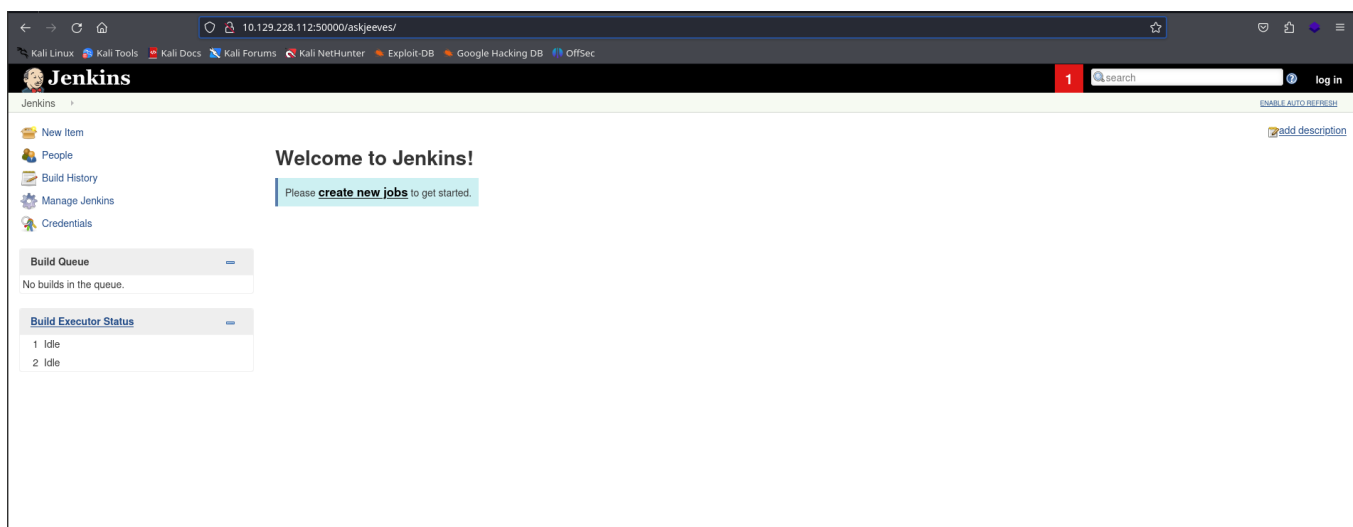 10.129.228.112:50000/askjeeves/
Kali Linux Kali Tools Kali Docs Kali Forums Kali NetHunter Exploit-DB Google Hacking DB OffSec
Jenkins 1 search log in
Jenkins ENABLE AUTO REFRESH
New Item add description
People
Build History
Manage Jenkins
Credentials
Welcome to Jenkins!
Please create new jobs to get started.
Build Queue
No builds in the queue.
Build Executor Status
1 Idle
2 Idle